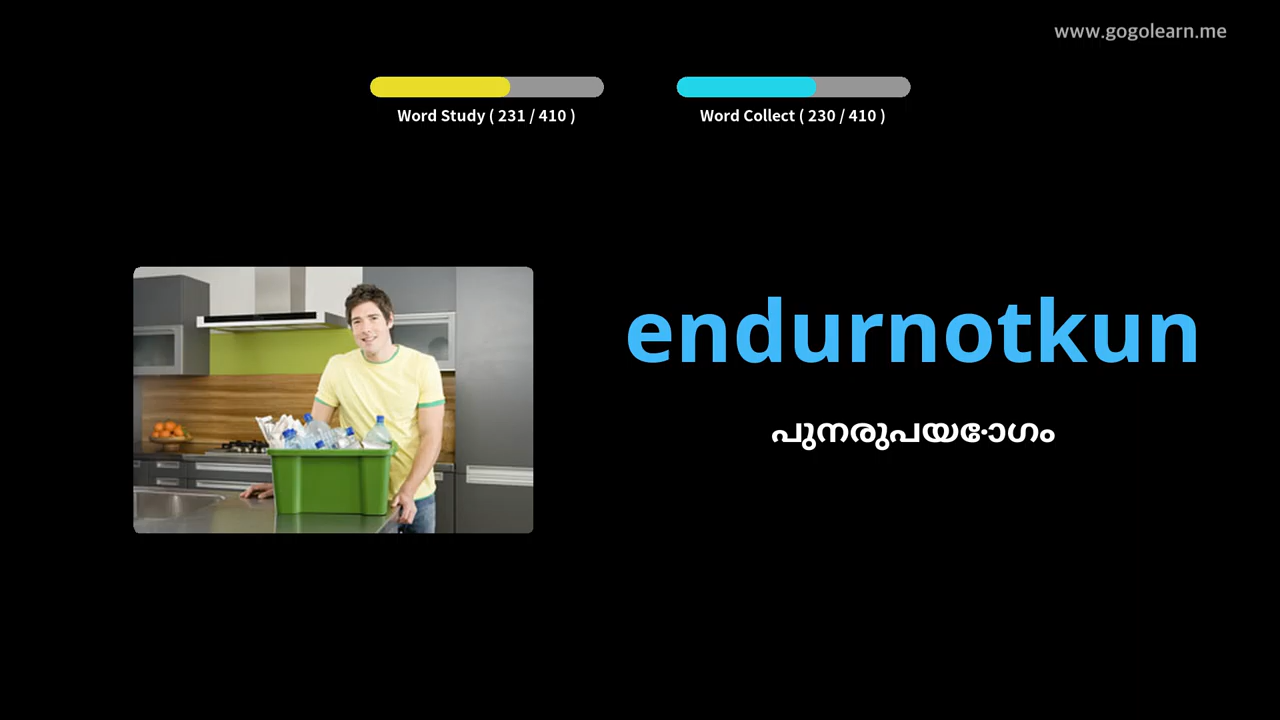 www.gogolearn.me
Word Study ( 231 / 410 )
Word Collect ( 230 / 410 )
endurnotkun
പുനരുപയോഗം